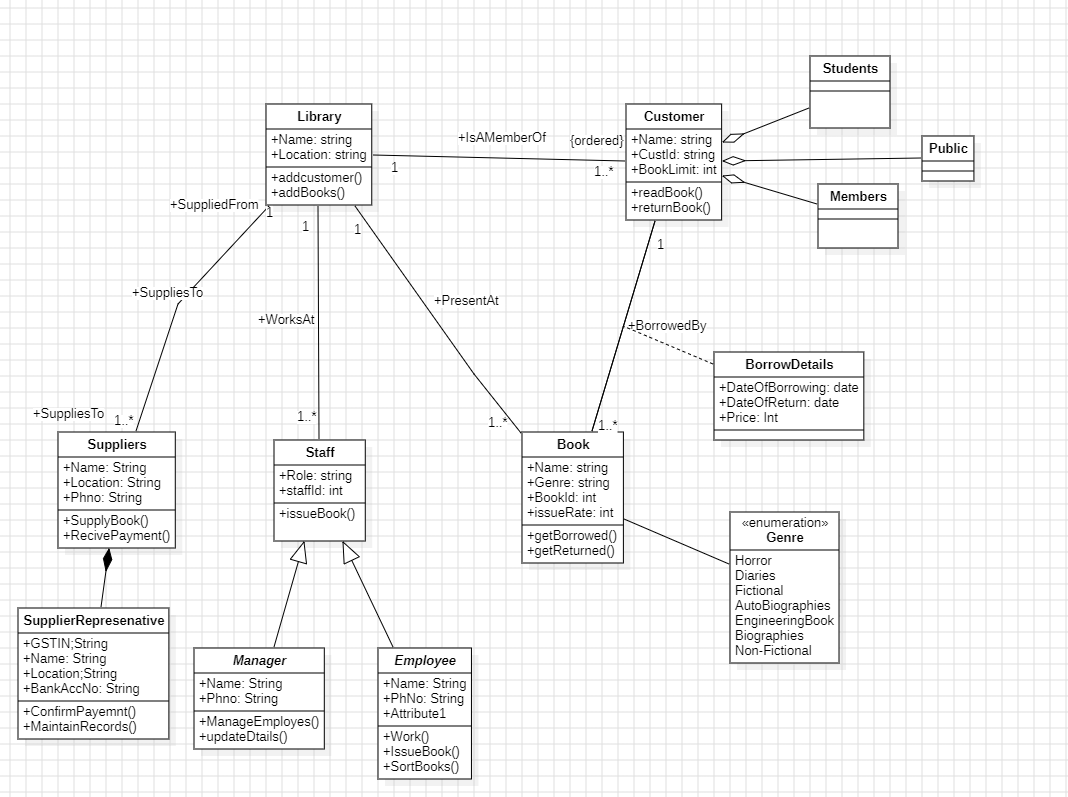 Students
Library
+Name: string
+Location: string
+addcustomer()
+addBooks()
+IsAMemberOf
{ordered}
1
1..*
Customer
+Name: string
+CustId: string
+BookLimit: int
+readBook()
+returnBook()
Public
Members
+SuppliedFrom
1
1
1
1
+SuppliesTo
+WorksAt
+PresentAt
+BorrowedBy
BorrowDetails
+DateOfBorrowing: date
+DateOfReturn: date
+Price: Int
+SuppliesTo
1..*
1..*
1..*
1..*
Suppliers
+Name: String
+Location: String
+Phno: String
+SupplyBook()
+RecivePayment()
Staff
+Role: string
+staffId: int
+issueBook()
Book
+Name: string
+Genre: string
+BookId: int
+issueRate: int
+getBorrowed()
+getReturned()
«enumeration»
Genre
Horror
Diaries
Fictional
AutoBiographies
EngineeringBook
Biographies
Non-Fictional
SupplierRepresenative
+GSTIN;String
+Name: String
+Location;String
+BankAccNo: String
+ConfirmPayemnt()
+MaintainRecords()
Manager
+Name: String
+Phno: String
+ManageEmployes()
+updateDtails()
Employee
+Name: String
+PhNo: String
+Attribute1
+Work()
+IssueBook()
+SortBooks()